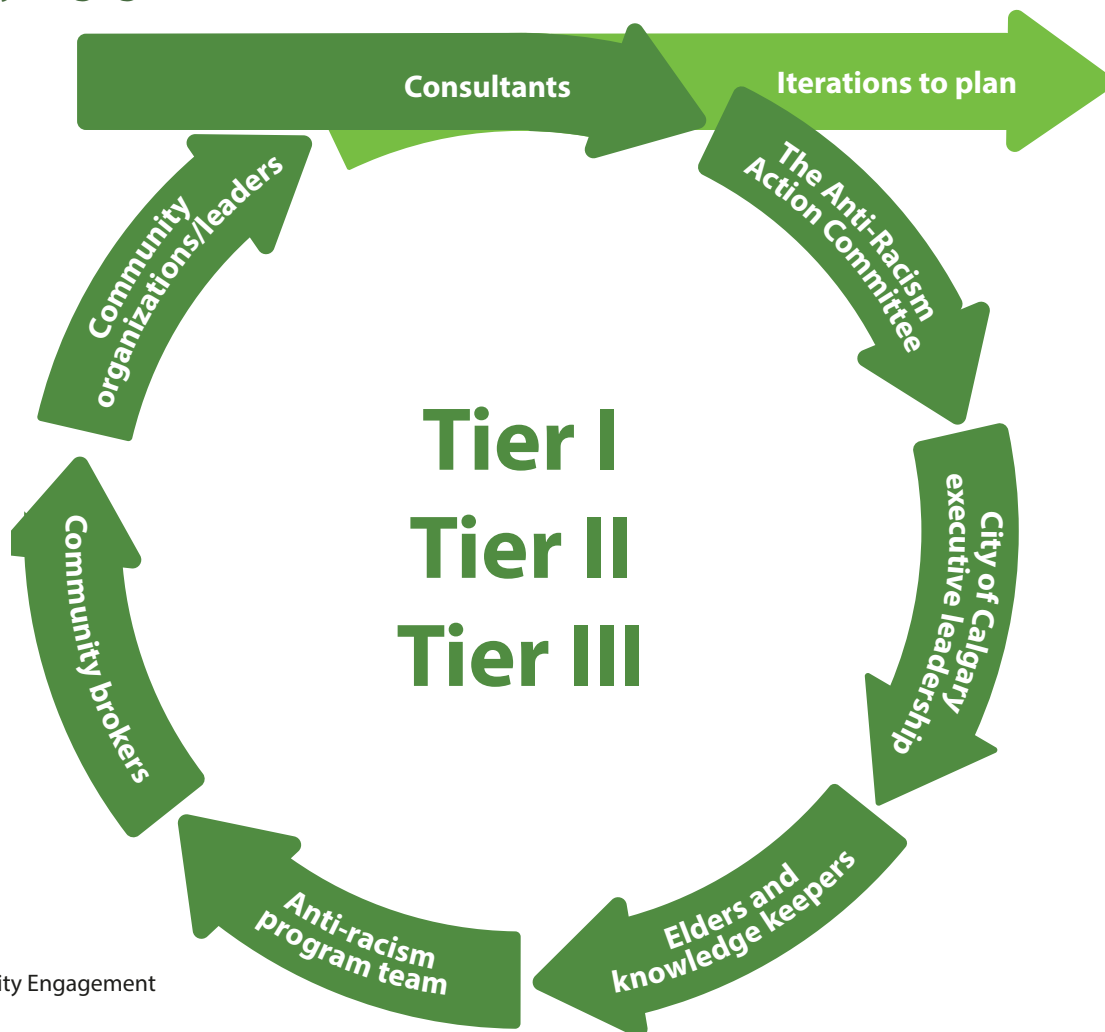 Consultants
Iterations to plan
The Anti-Racism
Action Committee
City of Calgary
executive leadership
Elders and
knowledge keepers
Anti-racism
program team
Community brokers
Community
organizations/leaders
Tier I
Tier II
Tier III
ity Engagement